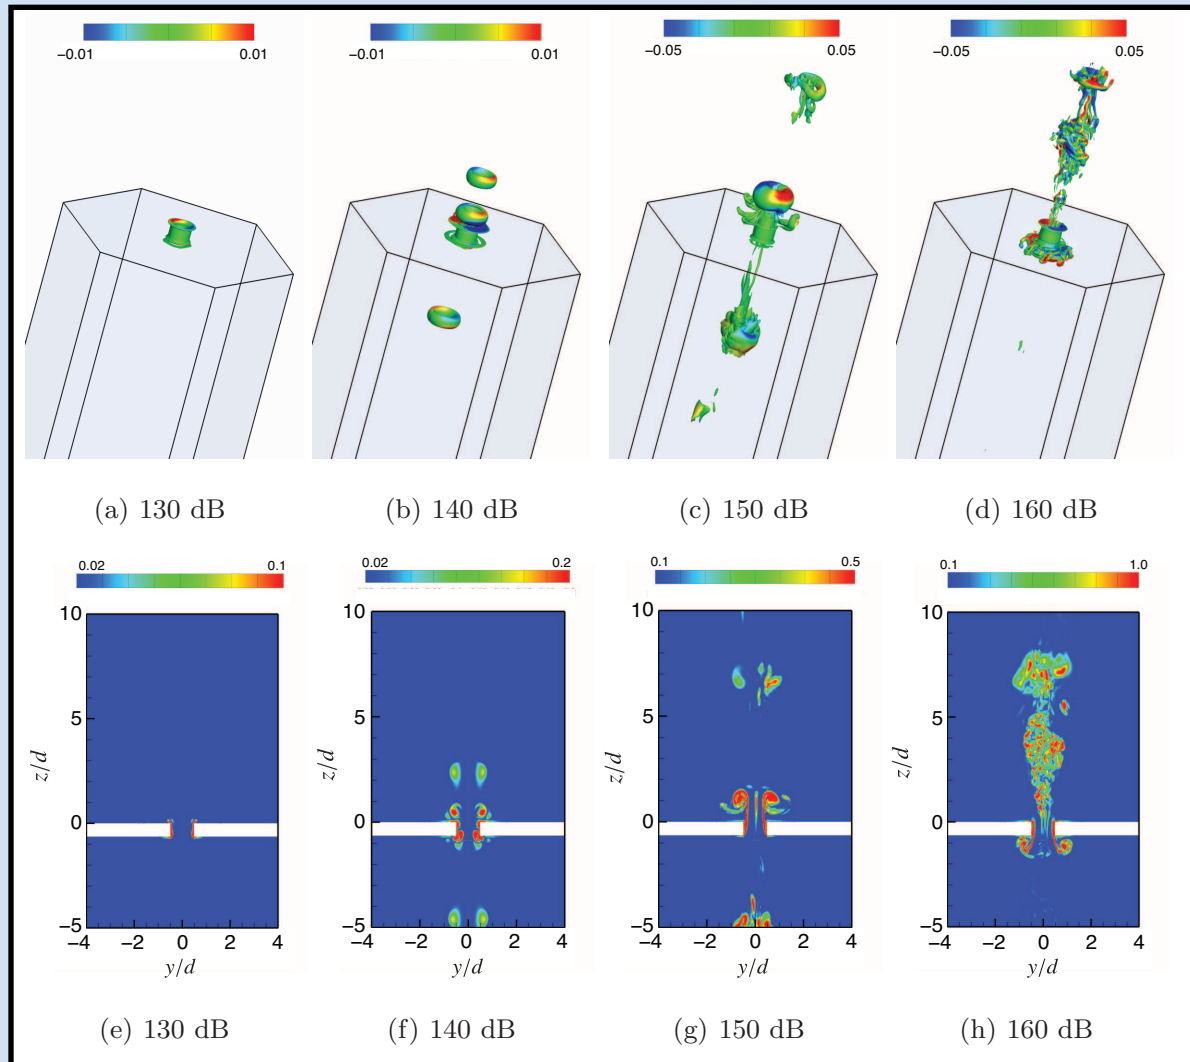 −0.01 0.01
−0.01 0.01
−0.05 0.05
−0.05 0.05
(a) 130 dB
(b) 140 dB
(c) 150 dB
(d) 160 dB
0.02 0.1
0.02 0.2
0.1 0.5
0.1 1.0
10
5
0
−5
z/d
−4 −2 0 2 4
y/d
10
5
0
−5
z/d
−4 −2 0 2 4
y/d
10
5
0
−5
z/d
−4 −2 0 2 4
y/d
10
5
0
−5
z/d
−4 −2 0 2 4
y/d
(e) 130 dB
(f) 140 dB
(g) 150 dB
(h) 160 dB